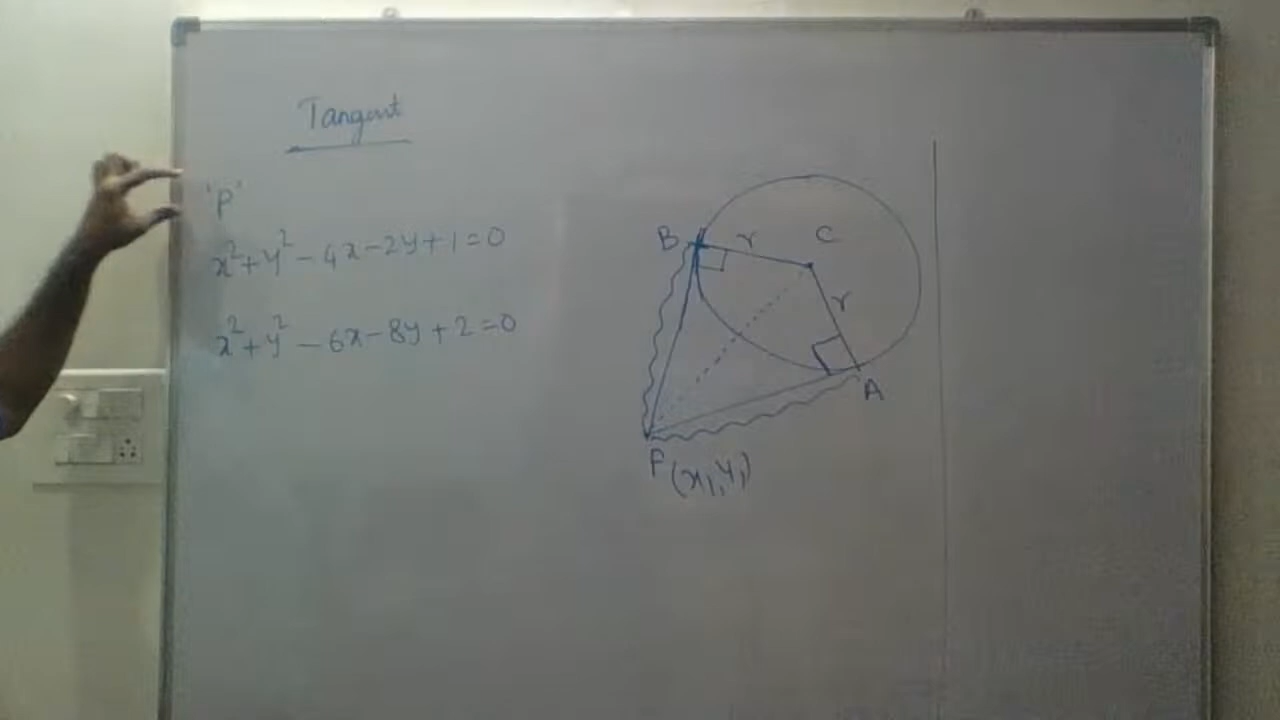 Tangent
'P'
x²+y²-4x-2y+1=0
x²+y²-6x-8y+2=0
B r C
r
A
P(x₁,y₁)